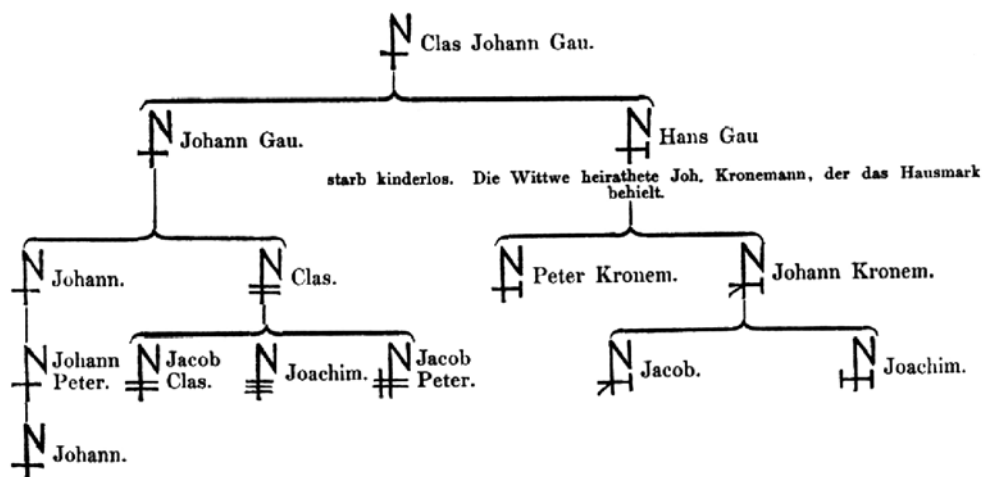 Clas Johann Gau.
Johann Gau.
Hans Gau
starb kinderlos. Die Wittwe heirathete Joh. Kronemann, der das Hausmark
behielt.
Johann.
Clas.
Peter Kronem.
Johann Kronem.
Johann
Peter.
Jacob
Clas.
Joachim.
Jacob
Peter.
Jacob.
Joachim.
Johann.